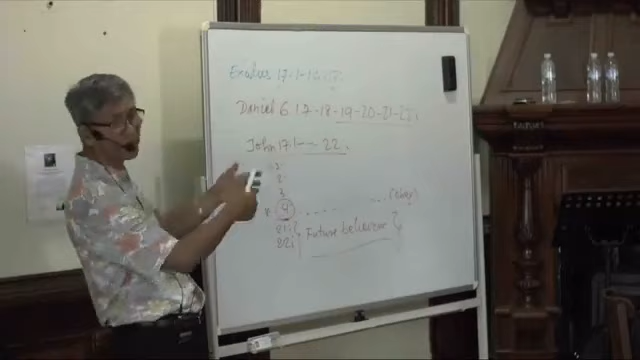 Exodus 17:1-16
Daniel 6 17-18-19-20-21-22
John 17:1-- 22
1
2
3
4
21:
22:
Future believer